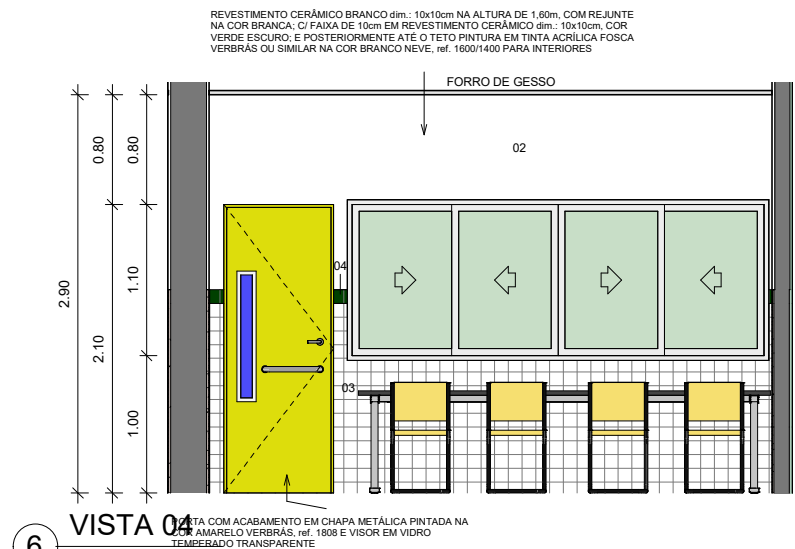 REVESTIMENTO CERÂMICO BRANCO dim.: 10x10cm NA ALTURA DE 1,60m, COM REJUNTE
NA COR BRANCA; C/ FAIXA DE 10cm EM REVESTIMENTO CERÂMICO dim.: 10x10cm, COR
VERDE ESCURO; E POSTERIORMENTE ATÉ O TETO PINTURA EM TINTA ACRÍLICA FOSCA
VERBRÁS OU SIMILAR NA COR BRANCO NEVE, ref. 1600/1400 PARA INTERIORES
FORRO DE GESSO
0.80
0.80
02
04
2.90
1.10
2.10
03
1.00
6
VISTA 04
PORTA COM ACABAMENTO EM CHAPA METÁLICA PINTADA NA
COR AMARELO VERBRÁS, ref. 1808 E VISOR EM VIDRO
TEMPERADO TRANSPARENTE